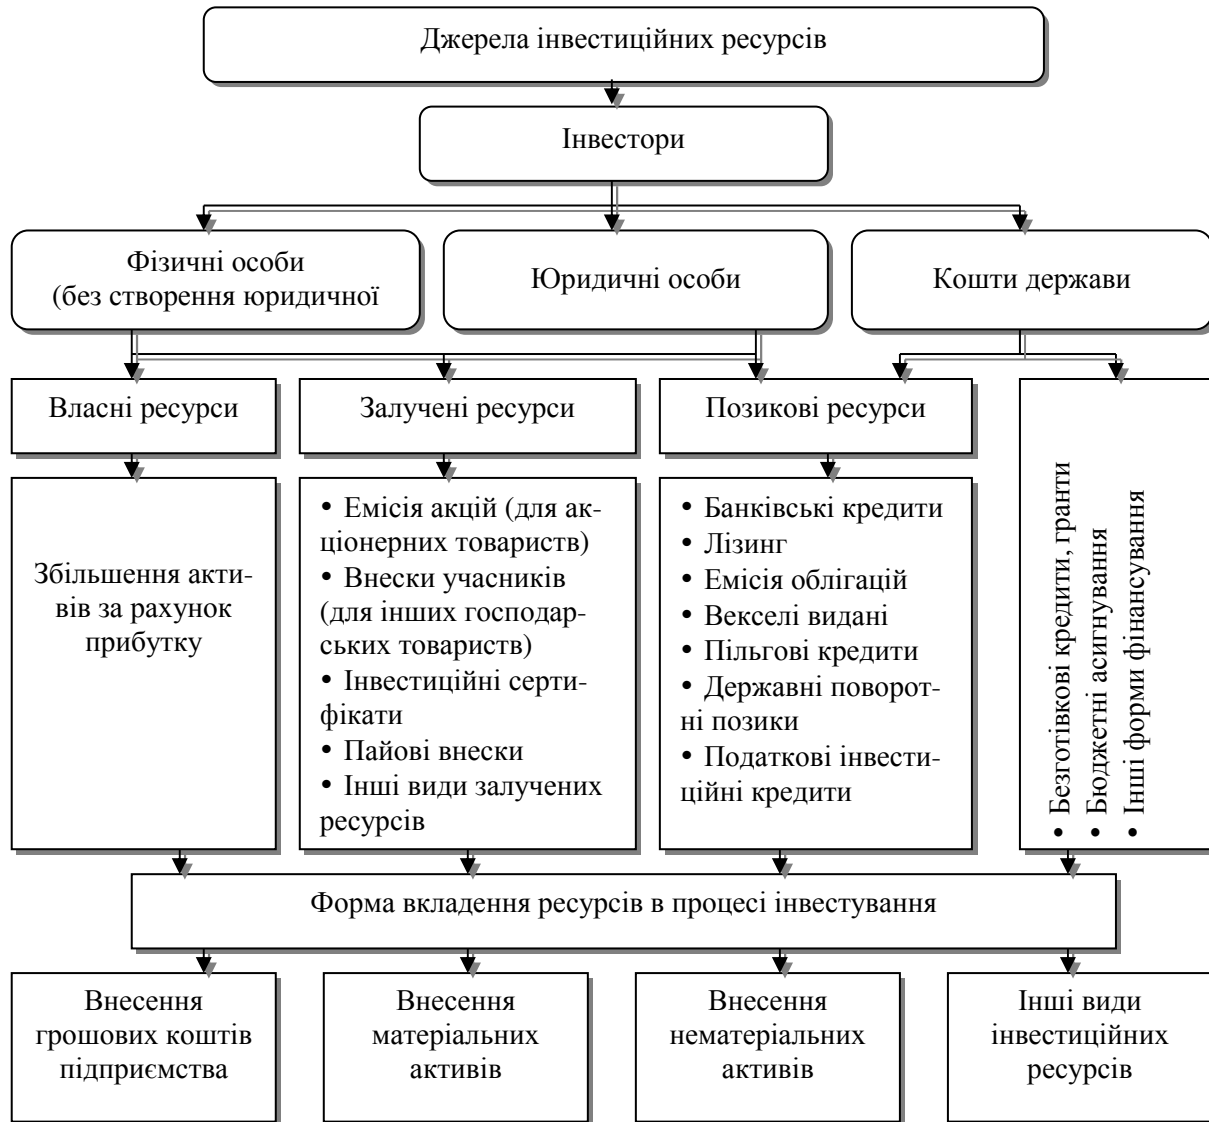 Джерела інвестиційних ресурсів
Інвестори
Фізичні особи
(без створення юридичної
Юридичні особи
Кошти держави
Власні ресурси
Залучені ресурси
Позикові ресурси
Збільшення акти-
вів за рахунок
прибутку
• Емісія акцій (для ак-
ціонерних товариств)
• Внески учасників
(для інших господар-
ських товариств)
• Інвестиційні серти-
фікати
• Пайові внески
• Інші види залучених
ресурсів
• Банківські кредити
• Лізинг
• Емісія облігацій
• Векселі видані
• Пільгові кредити
• Державні поворот-
ні позики
• Податкові інвести-
ційні кредити
• Безготівкові кредити, гранти
• Бюджетні асигнування
• Інші форми фінансування
Форма вкладення ресурсів в процесі інвестування
Внесення
грошових коштів
підприємства
Внесення
матеріальних
активів
Внесення
нематеріальних
активів
Інші види
інвестиційних
ресурсів